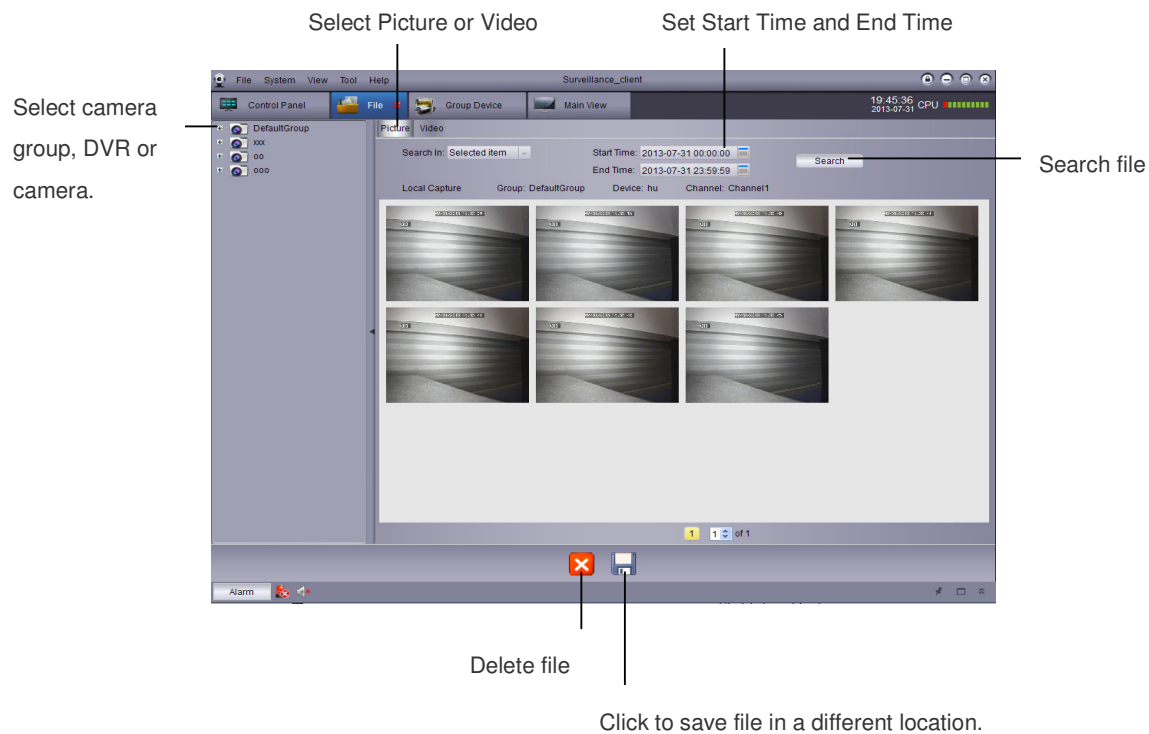 Select Picture or Video
Set Start Time and End Time
Select camera
group, DVR or
camera.
Search file
File System View Tool Help
Surveillance_client
Control Panel
File
Group Device
Main View
19:45:36
2013-07-31
CPU
DefaultGroup
xxx
oo
ooo
Picture Video
Search In: Selected item
Start Time: 2013-07-31 00:00:00
End Time: 2013-07-31 23:59:59
Search
Local Capture Group: DefaultGroup Device: hu Channel: Channel1
1 1 of 1
Alarm
Delete file
Click to save file in a different location.